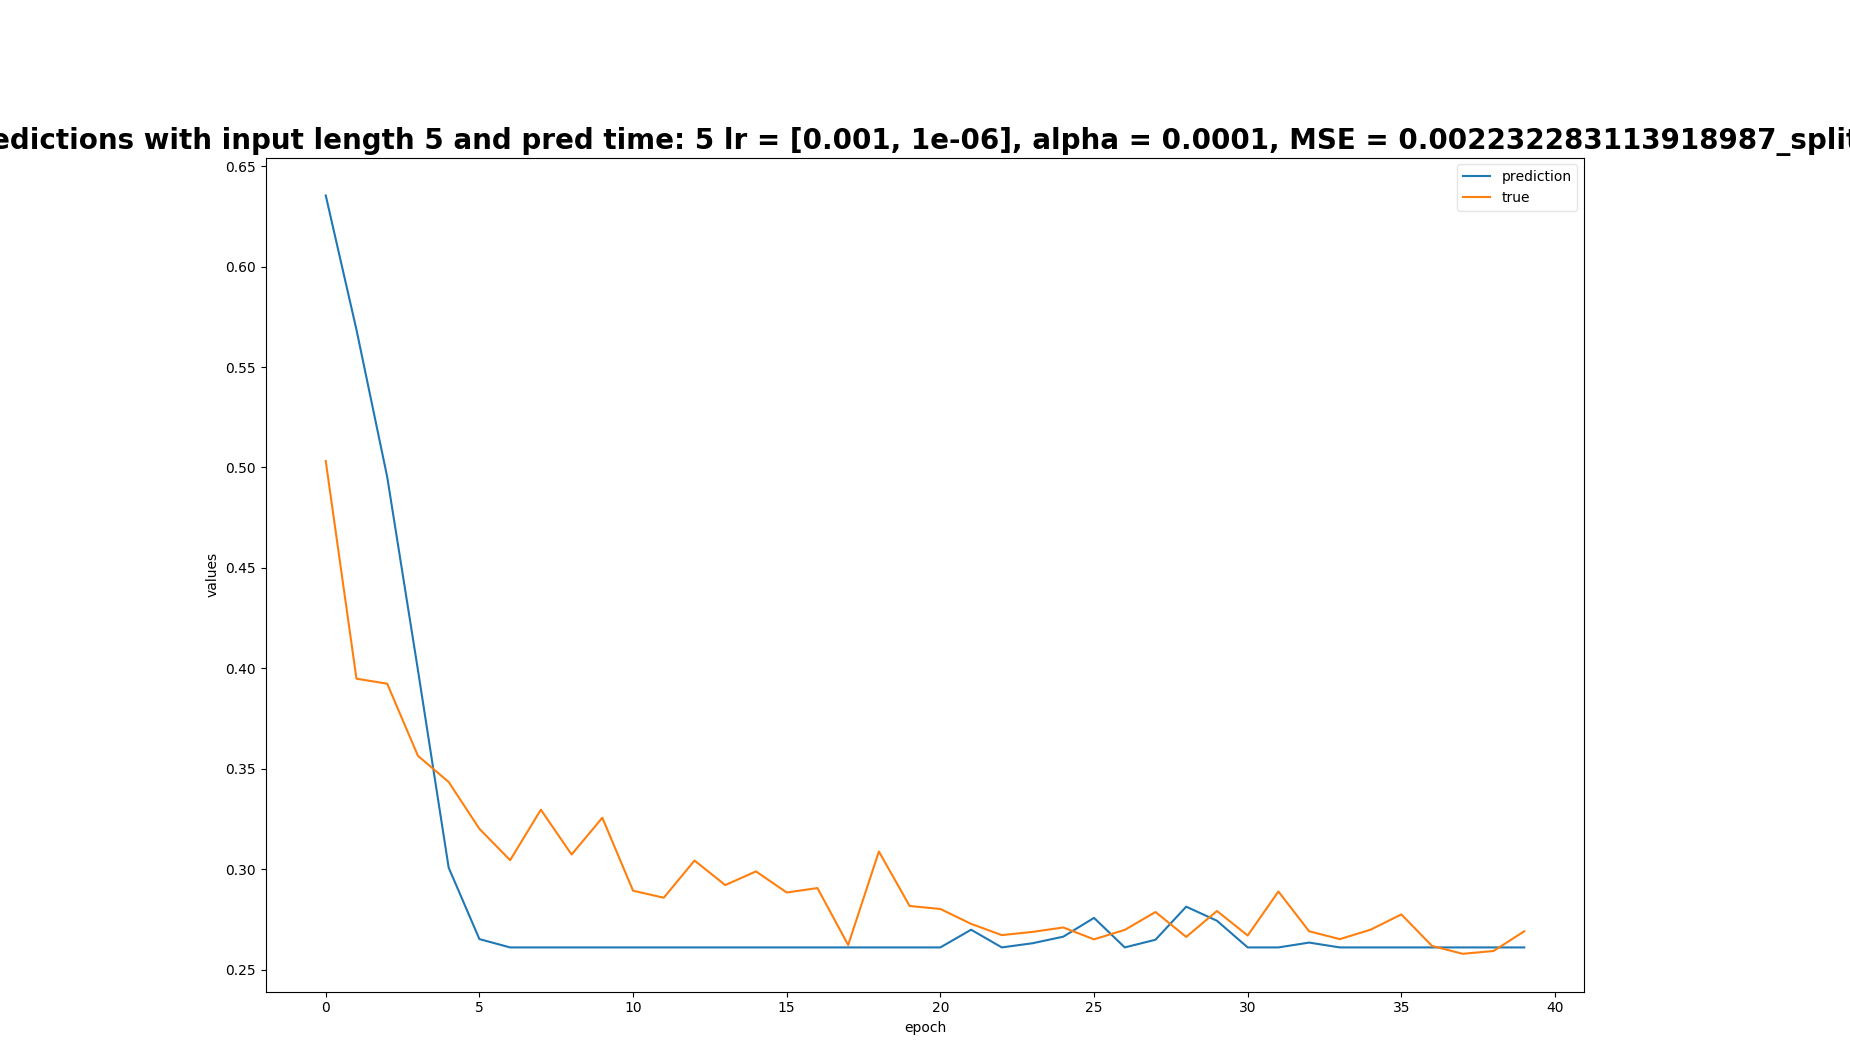 edictions with input length 5 and pred time: 5 lr = [0.001, 1e-06], alpha = 0.0001, MSE = 0.002232283113918987_split
prediction
true
0.65
0.60
0.55
0.50
0.45
0.40
0.35
0.30
0.25
values
0 5 10 15 20 25 30 35 40
epoch